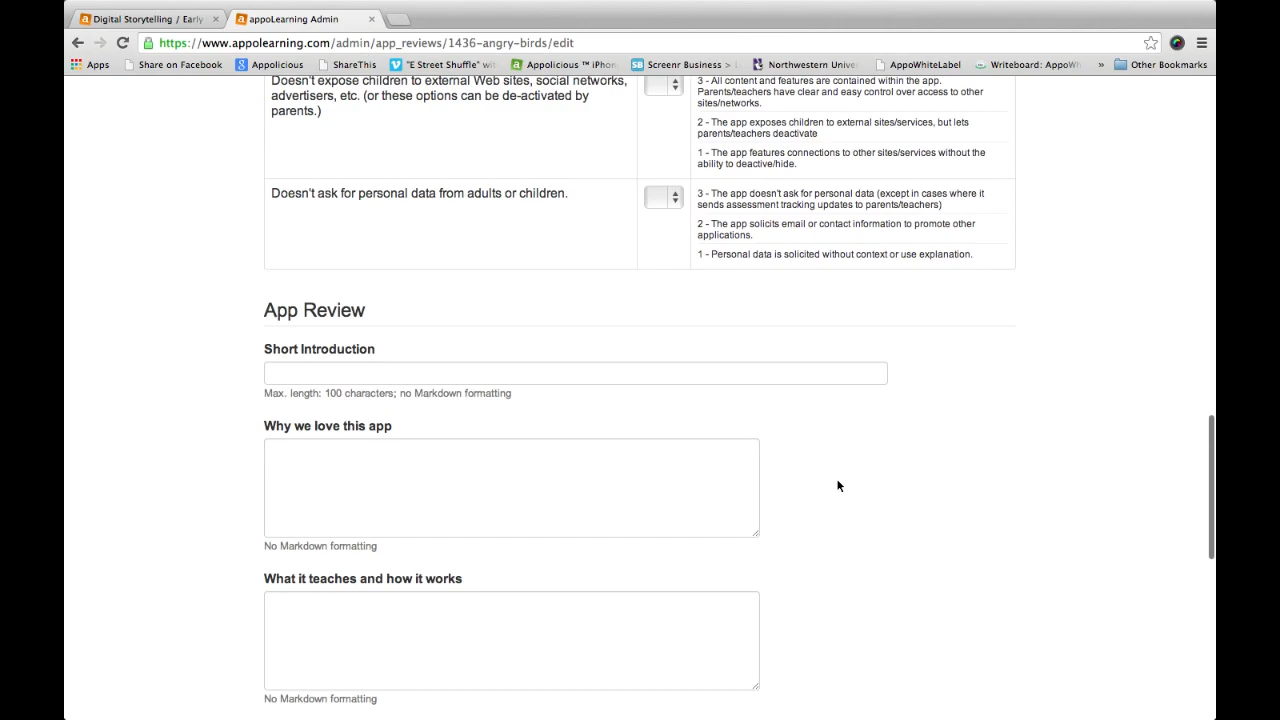 Digital Storytelling / Early
appoLearning Admin
https://www.appolearning.com/admin/app_reviews/1436-angry-birds/edit
Apps
Share on Facebook
Appolicious
ShareThis
"E Street Shuffle" wit
Appolicious ™ iPhon
Screenr Business >
Northwestern Unive
AppoWhiteLabel
Writeboard: AppoWh
»
Other Bookmarks
Doesn't expose children to external Web sites, social networks,
advertisers, etc. (or these options can be de-activated by
parents.)
3 - All content and features are contained within the app.
Parents/teachers have clear and easy control over access to other
sites/networks.
2 - The app exposes children to external sites/services, but lets
parents/teachers deactivate
1 - The app features connections to other sites/services without the
ability to deactive/hide.
Doesn't ask for personal data from adults or children.
3 - The app doesn't ask for personal data (except in cases where it
sends assessment tracking updates to parents/teachers)
2 - The app solicits email or contact information to promote other
applications.
1 - Personal data is solicited without context or use explanation.
App Review
Short Introduction
Max. length: 100 characters; no Markdown formatting
Why we love this app
No Markdown formatting
What it teaches and how it works
No Markdown formatting